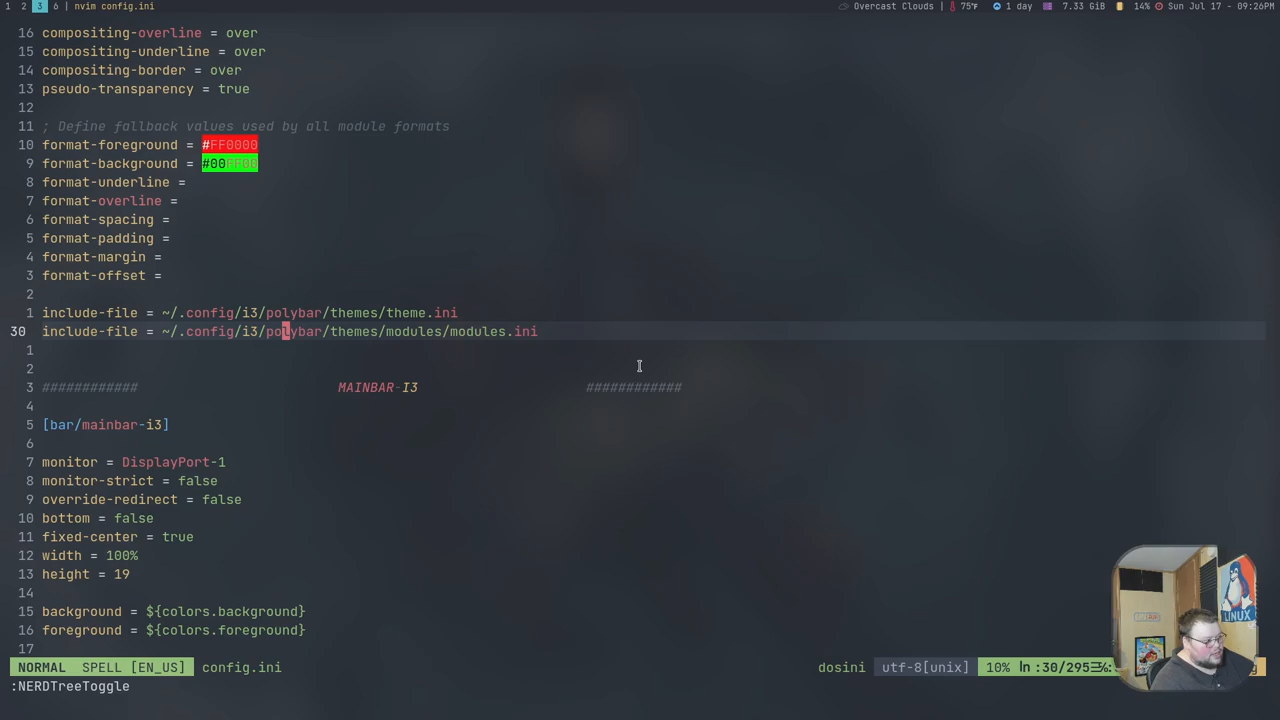 1 2 3 6 | nvim config.ini
Overcast Clouds | 75°F 1 day 7.33 GiB 14% Sun Jul 17 - 09:26PM
16 compositing-overline = over
15 compositing-underline = over
14 compositing-border = over
13 pseudo-transparency = true
12
11 ; Define fallback values used by all module formats
10 format-foreground = #FF0000
9 format-background = #00FF00
8 format-underline =
7 format-overline =
6 format-spacing =
5 format-padding =
4 format-margin =
3 format-offset =
2
1 include-file = ~/.config/i3/polybar/themes/theme.ini
30 include-file = ~/.config/i3/polybar/themes/modules/modules.ini
1
2
3 ############ MAINBAR-I3 ############
4
5 [bar/mainbar-i3]
6
7 monitor = DisplayPort-1
8 monitor-strict = false
9 override-redirect = false
10 bottom = false
11 fixed-center = true
12 width = 100%
13 height = 19
14
15 background = ${colors.background}
16 foreground = ${colors.foreground}
17
NORMAL SPELL [EN_US] config.ini
dosini utf-8[unix] 10% ln :30/295
:NERDTreeToggle
LINUX